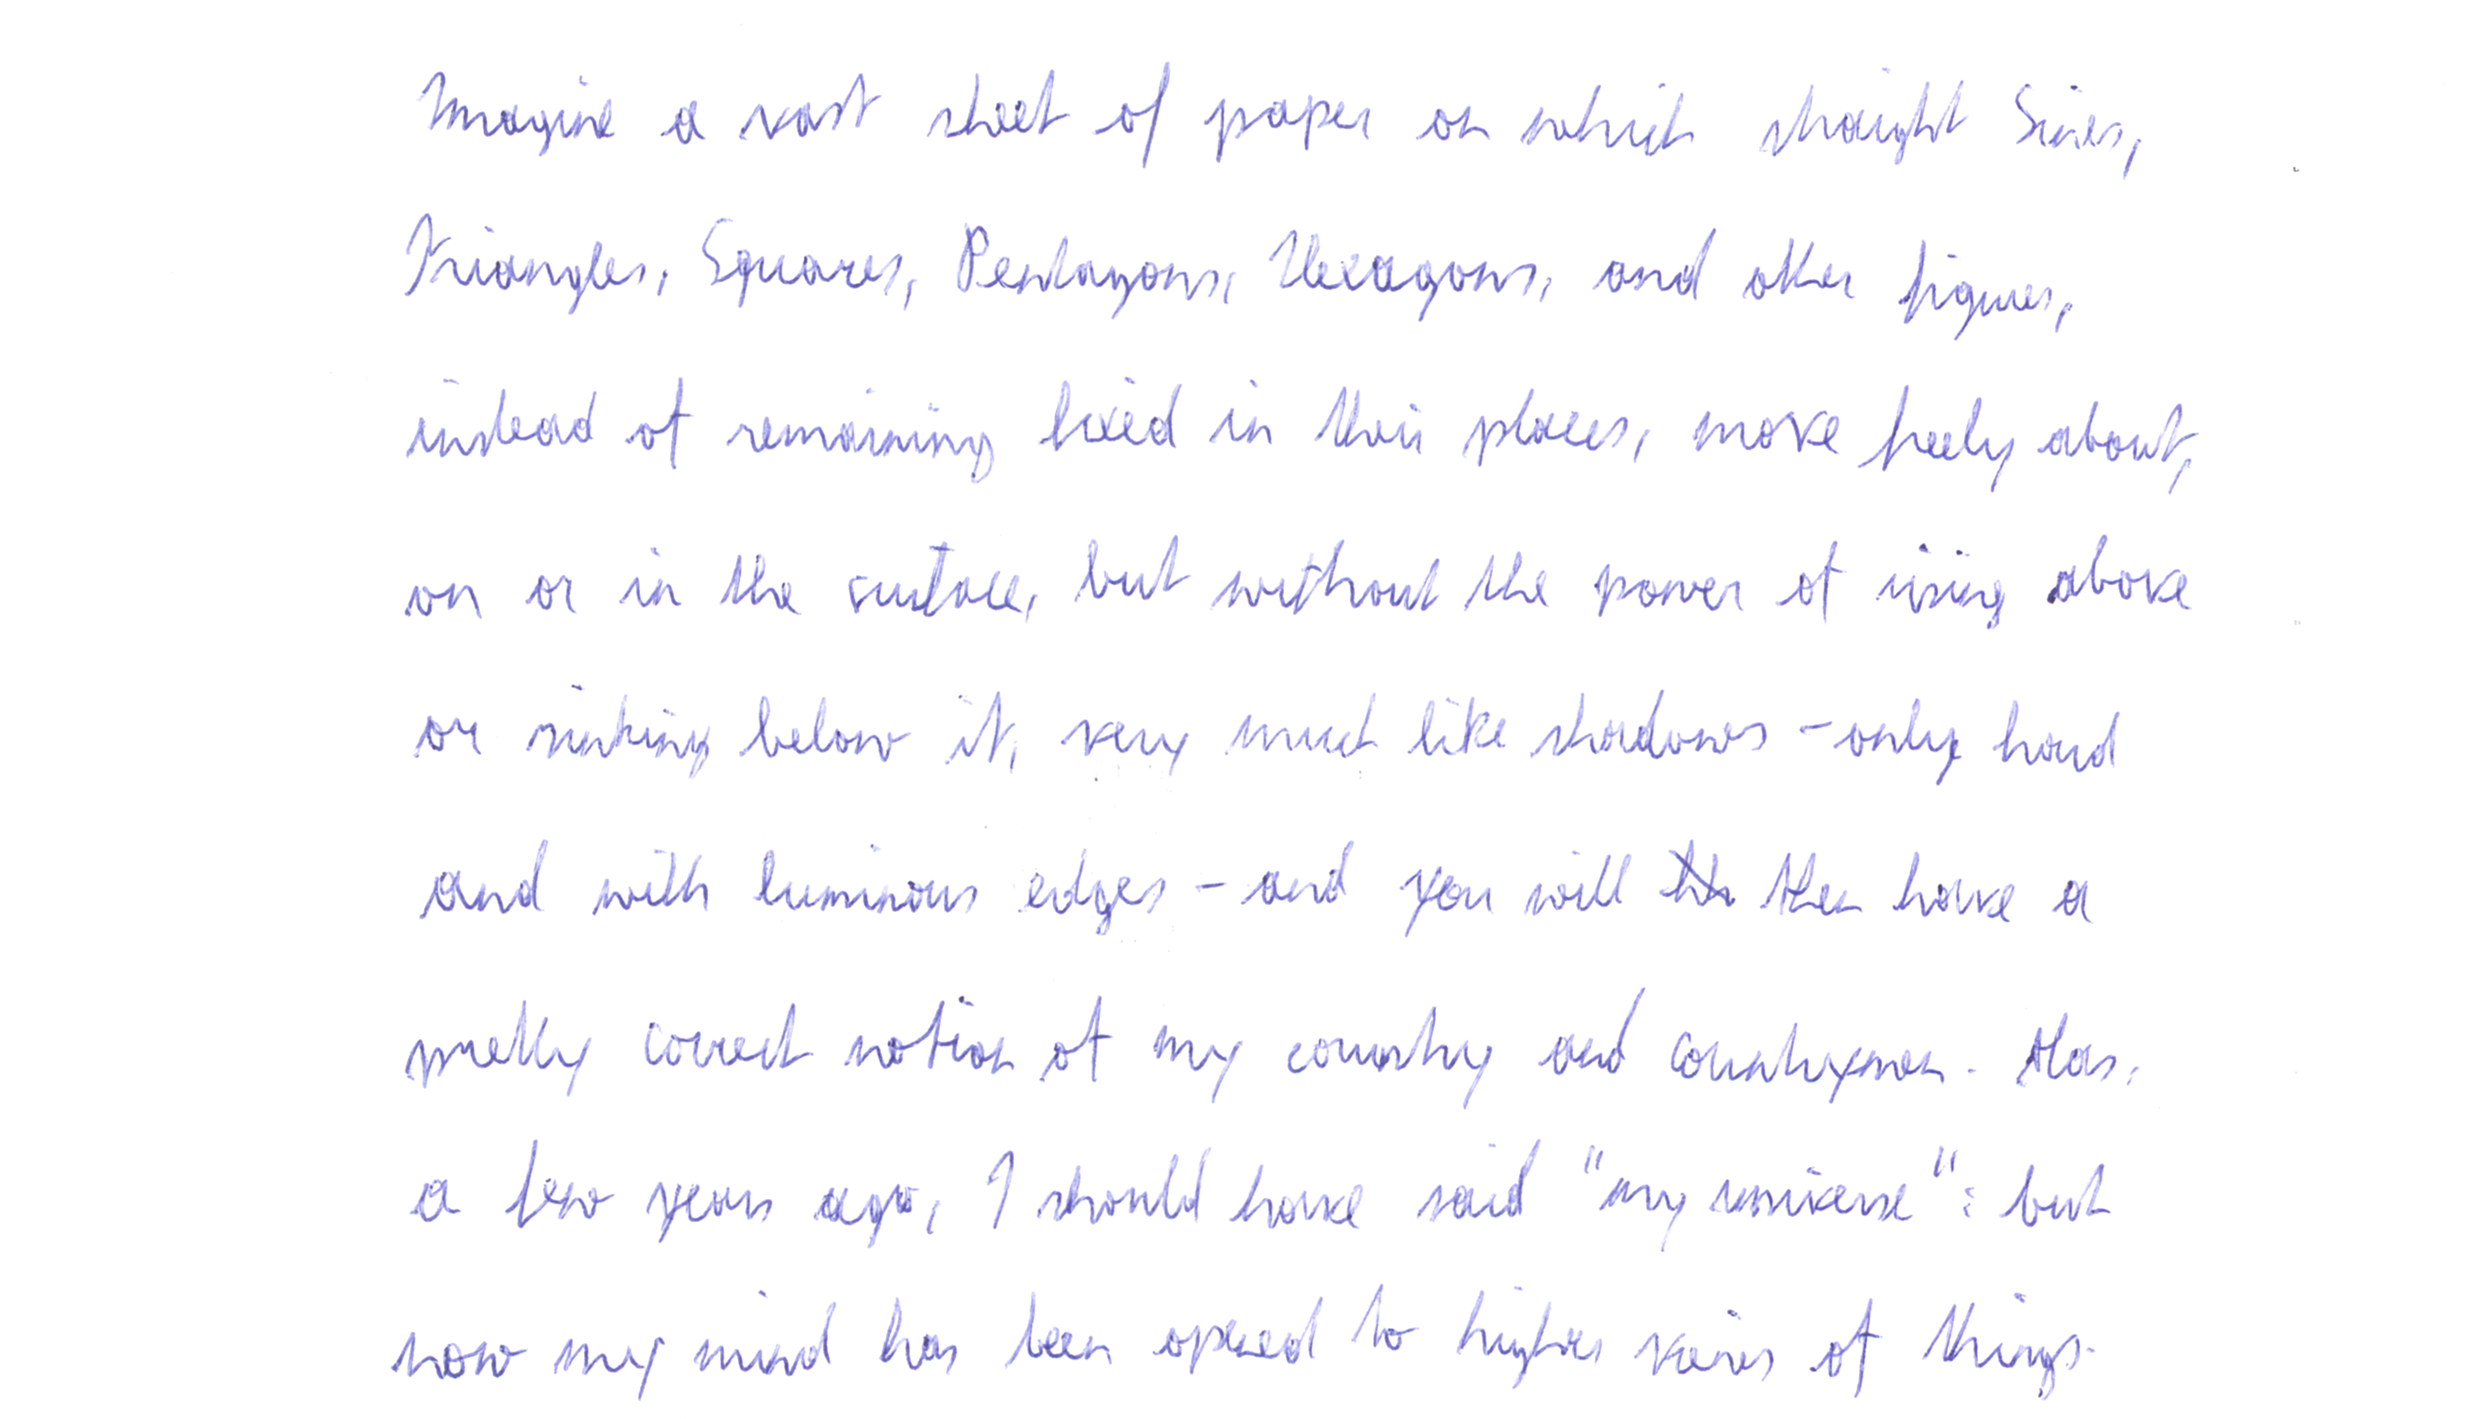 Imagine a vast sheet of paper on which straight Lines,
Triangles, Squares, Pentagons, Hexagons, and other figures,
instead of remaining fixed in their places, move freely about,
on or in the surface, but without the power of rising above
or sinking below it, very much like shadows - only hard
and with luminous edges - and you will then have a
pretty correct notion of my country and countrymen. Alas,
a few years ago, I should have said "my universe": but
now my mind has been opened to higher views of things.